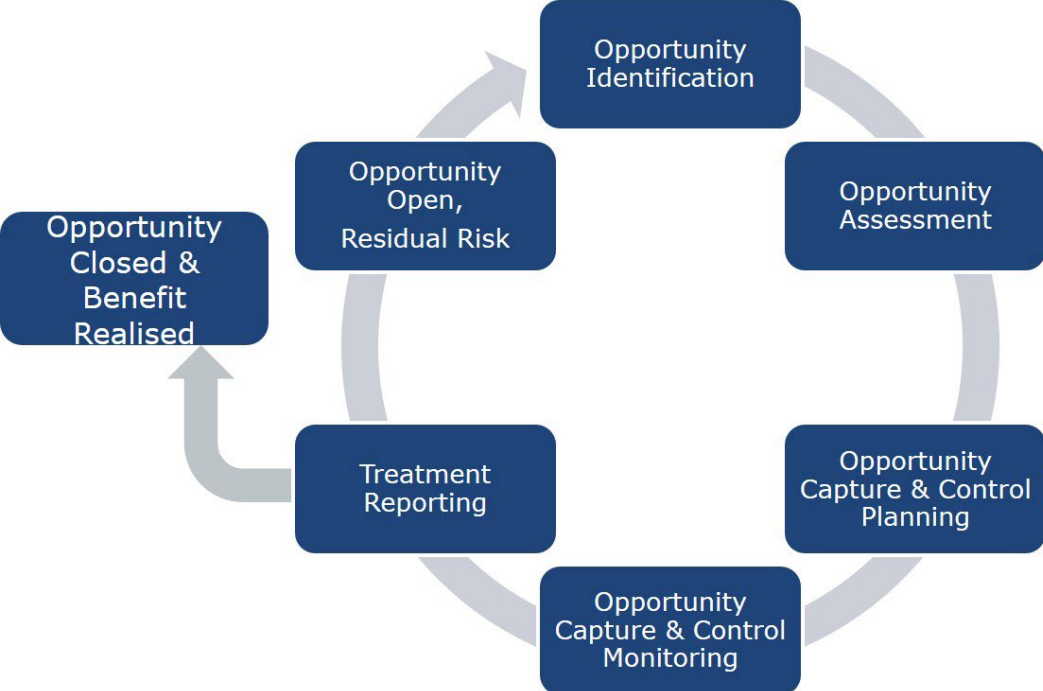 Opportunity
Identification
Opportunity
Assessment
Opportunity
Capture & Control
Planning
Opportunity
Capture & Control
Monitoring
Treatment
Reporting
Opportunity
Open,
Residual Risk
Opportunity
Closed &
Benefit
Realised